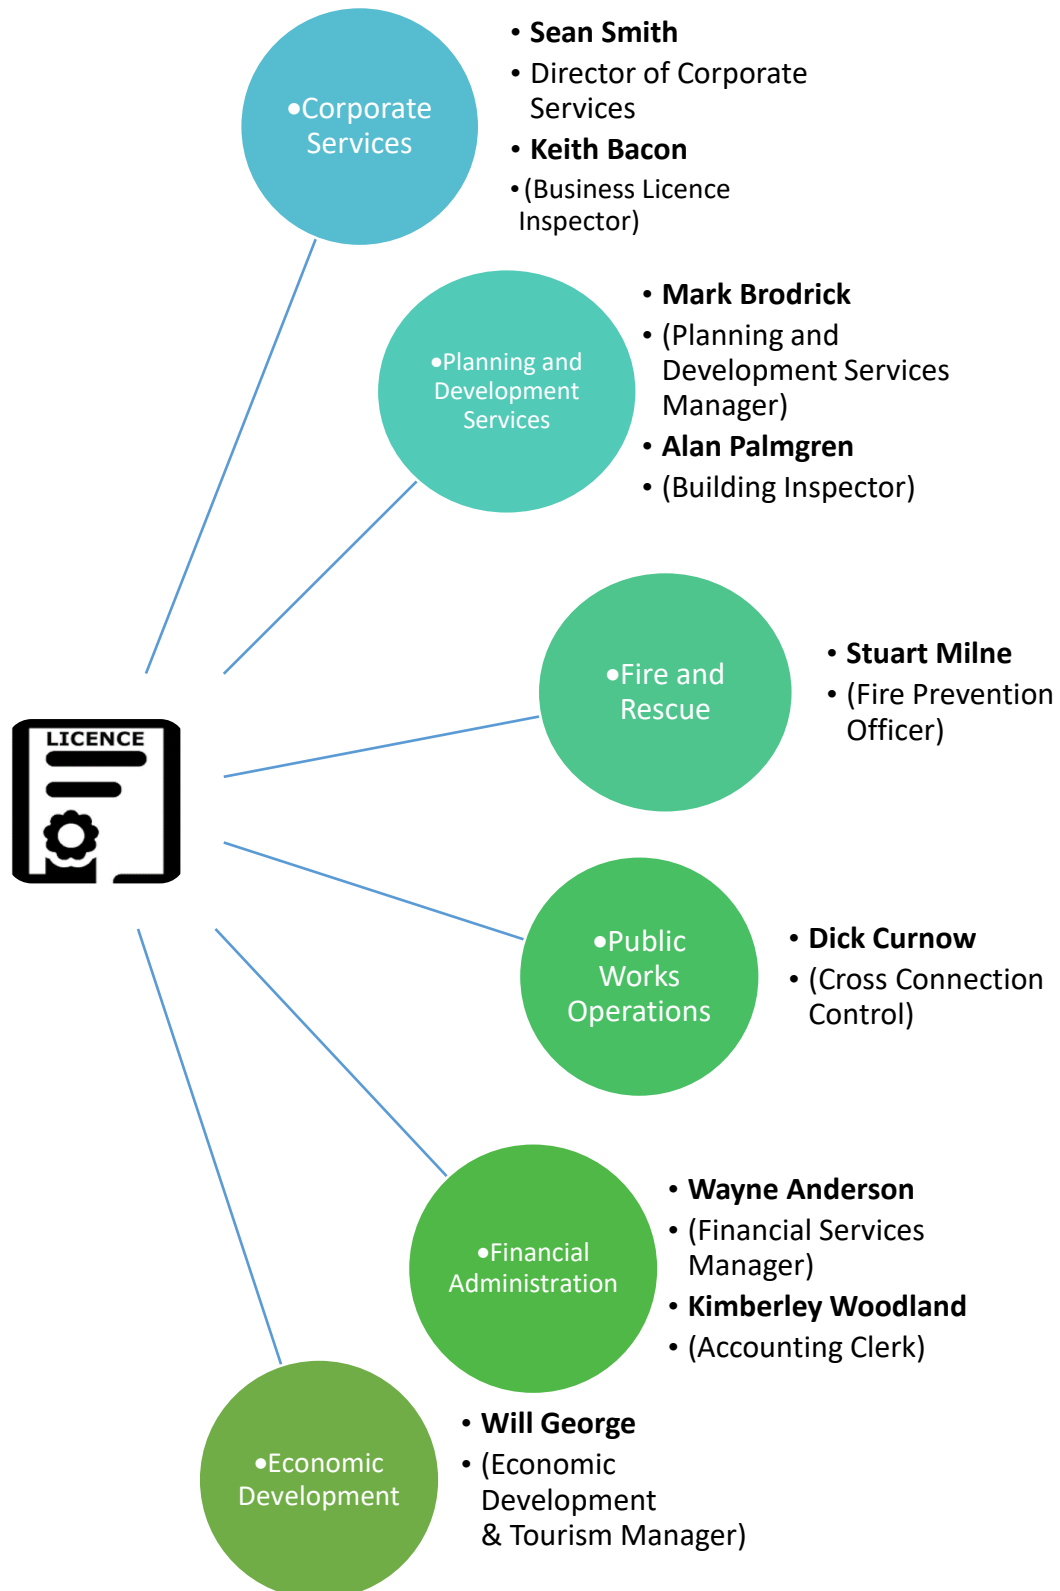 •Corporate
Services
• Sean Smith
• Director of Corporate
Services
• Keith Bacon
• (Business Licence
Inspector)
•Planning and
Development
Services
• Mark Brodrick
• (Planning and
Development Services
Manager)
• Alan Palmgren
• (Building Inspector)
•Fire and
Rescue
• Stuart Milne
• (Fire Prevention
Officer)
LICENCE
•Public
Works
Operations
• Dick Curnow
• (Cross Connection
Control)
•Financial
Administration
• Wayne Anderson
• (Financial Services
Manager)
• Kimberley Woodland
• (Accounting Clerk)
•Economic
Development
• Will George
• (Economic
Development
& Tourism Manager)